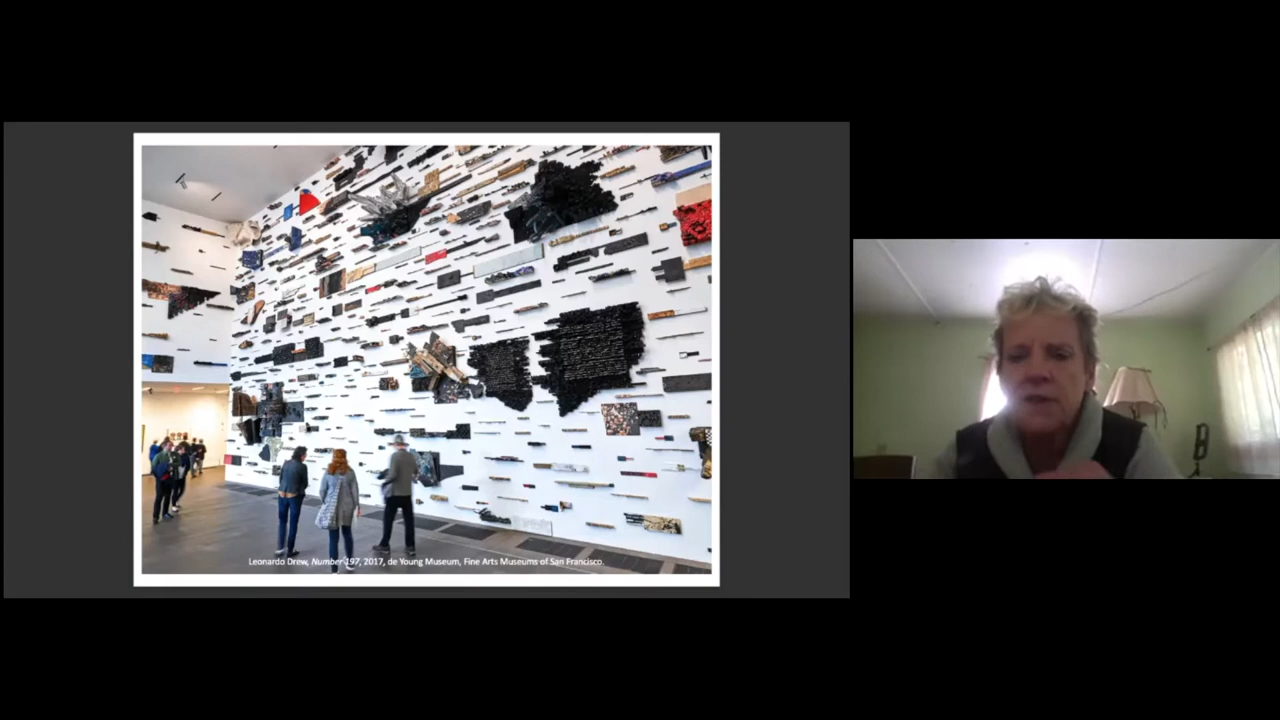 Leonardo Drew, Number 197, 2017, de Young Museum, Fine Arts Museums of San Francisco.